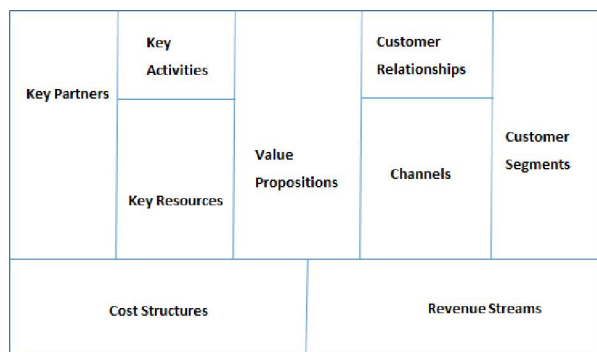 Key Partners
Key
Activities
Key Resources
Value
Propositions
Customer
Relationships
Channels
Customer
Segments
Cost Structures
Revenue Streams